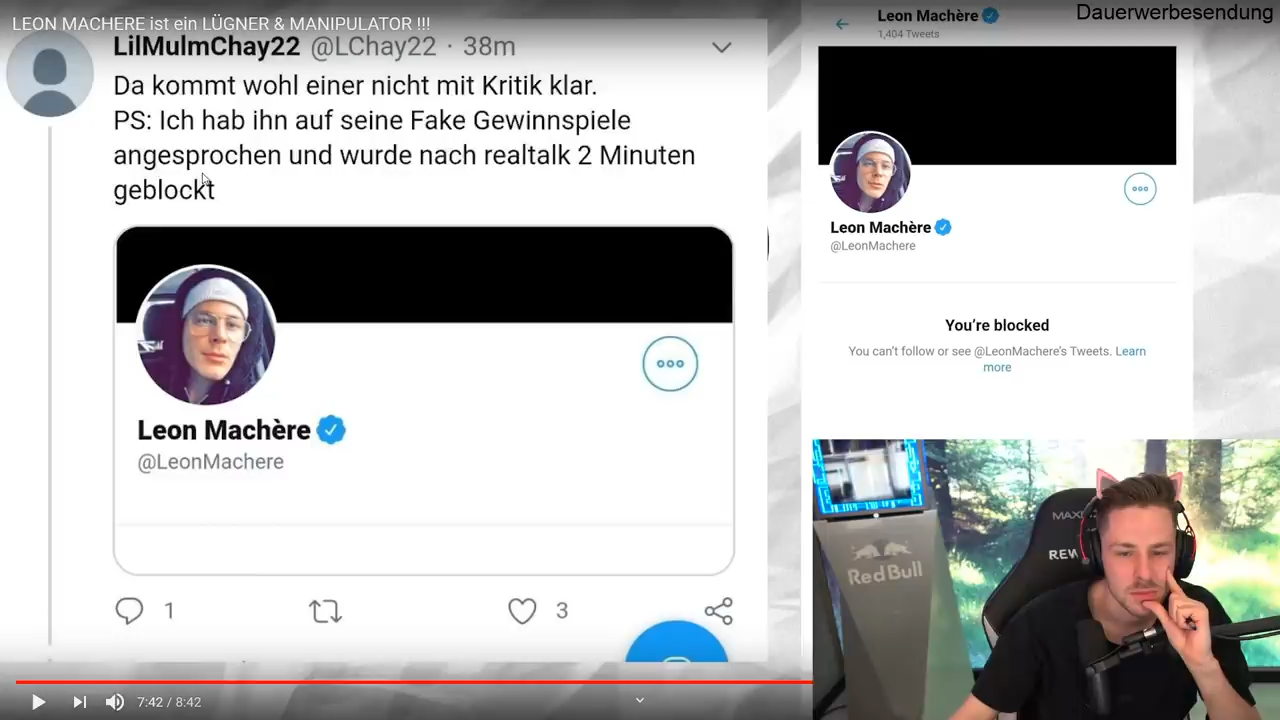 LEON MACHERE ist ein LÜGNER & MANIPULATOR !!!
LilMulmChay22 @LChay22 · 38m
Da kommt wohl einer nicht mit Kritik klar.
PS: Ich hab ihn auf seine Fake Gewinnspiele
angesprochen und wurde nach realtalk 2 Minuten
geblockt
Leon Machère
@LeonMachere
1
3
7:42 / 8:42
Dauerwerbesendung
Leon Machère
1,404 Tweets
Leon Machère
@LeonMachere
You're blocked
You can't follow or see @LeonMachere's Tweets. Learn
more
Red Bull